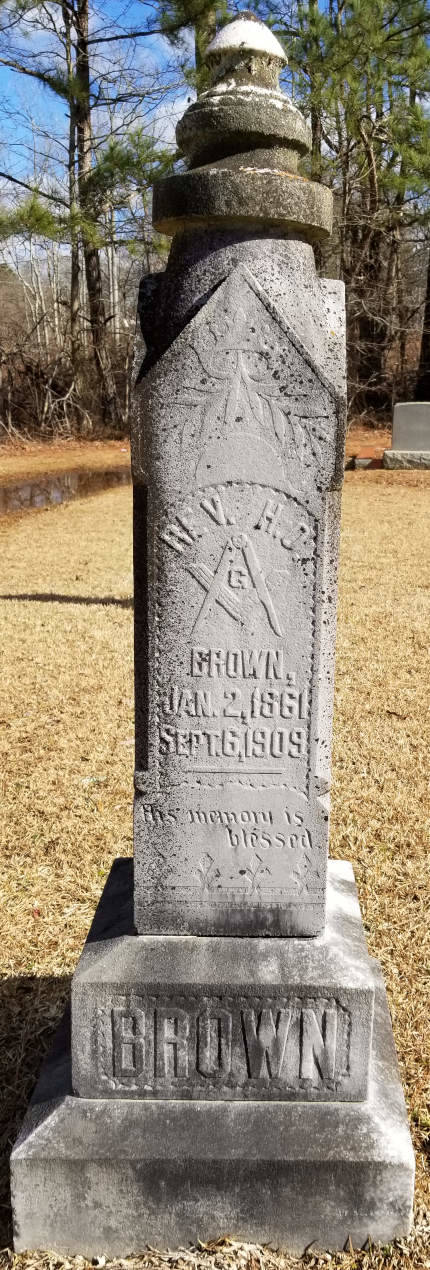 REV. H. O.
G
BROWN,
JAN. 2, 1861
SEPT. 6, 1909
His memory is
blessed.
BROWN